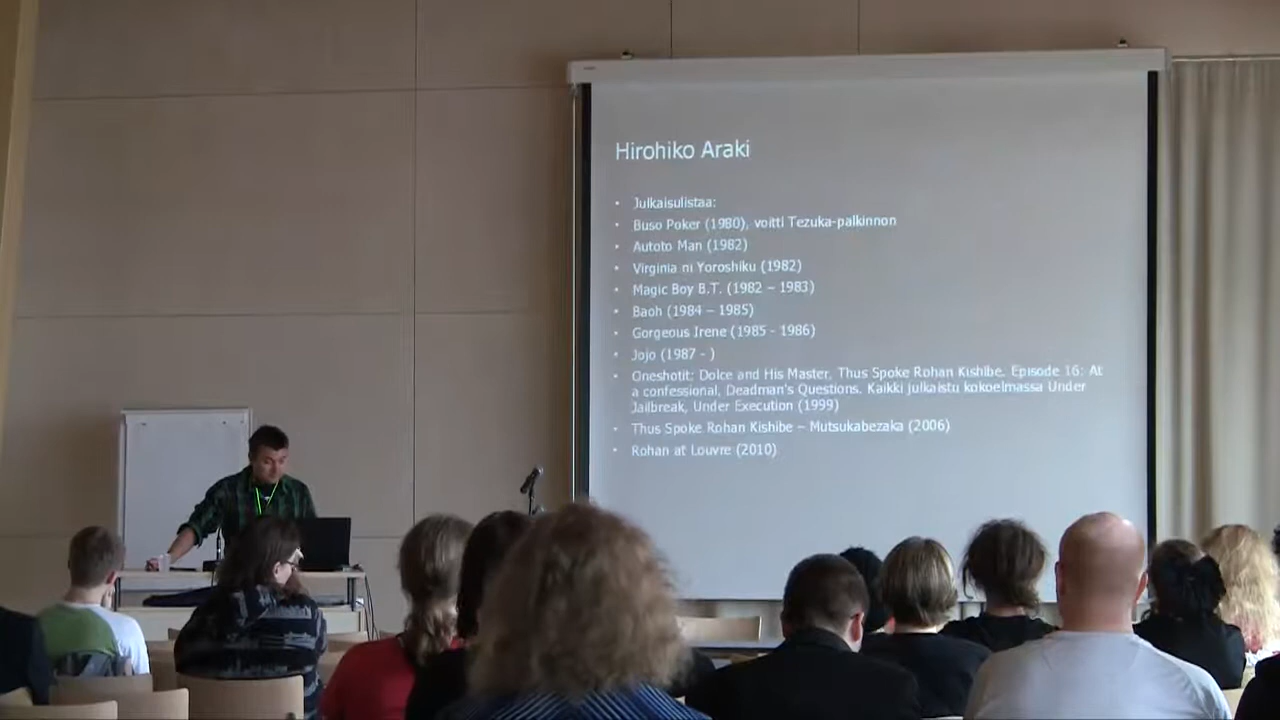 Hirohiko Araki
• Julkaisulistaa:
• Buso Poker (1980), voitti Tezuka-palkinnon
• Autoto Man (1982)
• Virginia ni Yoroshiku (1982)
• Magic Boy B.T. (1982 – 1983)
• Baoh (1984 – 1985)
• Gorgeous Irene (1985 - 1986)
• Jojo (1987 - )
• Oneshotit: Dolce and His Master, Thus Spoke Rohan Kishibe. Episode 16: At
a confessional, Deadman's Questions. Kaikki julkaistu kokoelmassa Under
Jailbreak, Under Execution (1999)
• Thus Spoke Rohan Kishibe – Mutsukabezaka (2006)
• Rohan at Louvre (2010)